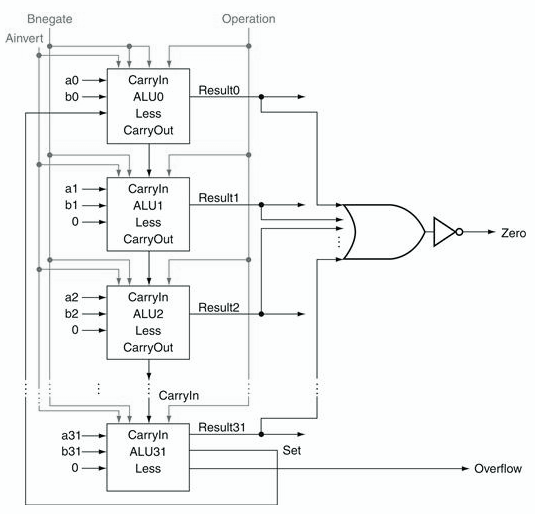 Bnegate
Operation
Ainvert
a0
b0
CarryIn
ALU0
Less
CarryOut
Result0
a1
b1
0
CarryIn
ALU1
Less
CarryOut
Result1
Zero
a2
b2
0
CarryIn
ALU2
Less
CarryOut
Result2
CarryIn
a31
b31
0
CarryIn
ALU31
Less
Result31
Set
Overflow